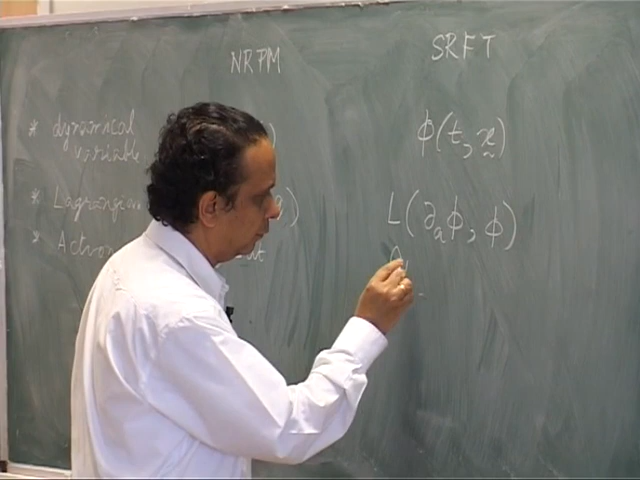 NRPM SRFT
* dynamical ) ϕ(t, x̰)
variable
* Lagrangian ) L(∂ₐϕ, ϕ)
* Action A